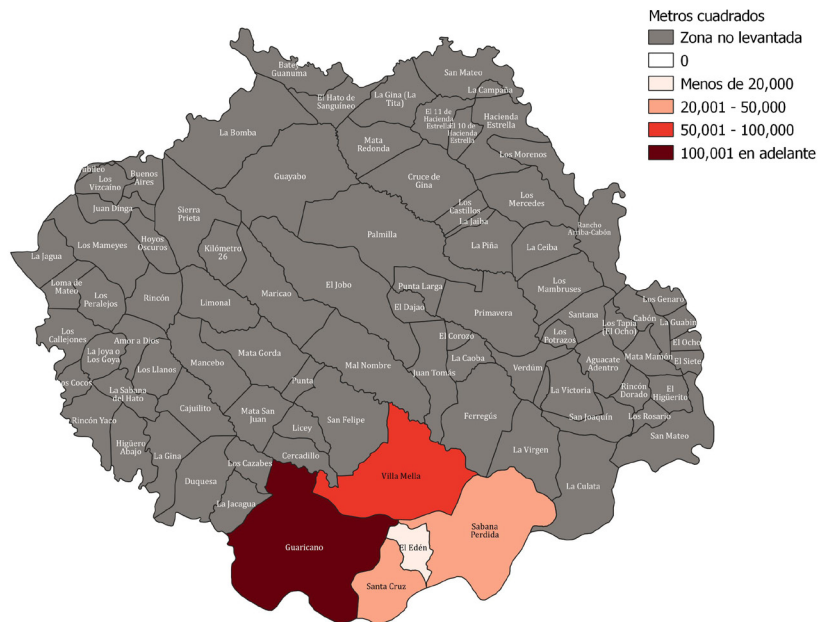 Metros cuadrados
Zona no levantada
0
Menos de 20,000
20,001 - 50,000
50,001 - 100,000
100,001 en adelante
Batey
Guanuma
El Hato de
Sanguíneo
La Gina (La
Tita)
San Mateo
La Campaña
El 11 de
Hacienda
Estrella
El 10 de
Hacienda
Estrella
Hacienda
Estrella
La Bomba
Mata
Redonda
Los Morenos
Los
Vizcaíno
Buenos
Aires
Guayabo
Cruce de
Gina
Los
Mercedes
Juan Dinga
Sierra
Prieta
Los
Castillos
La Jaiba
Rancho
Arriba-Cabón
La Jagua
Los Mameyes
Hoyos
Oscuros
Kilómetro
26
Palmilla
La Piña
La Ceiba
Loma de
Mateo
Los
Peralejos
Rincón
Limonal
Maricao
El Jobo
Punta Larga
El Dajao
Primavera
Los
Mambruses
Los Genaro
Santana
Cabón
Los Tapia
(El Ocho)
La Guabina
Los
Callejones
Amor a Dios
La Joya o
Los Goya
Los Llanos
Mancebo
Mata Gorda
Mal Nombre
El Corozo
La Caoba
Juan Tomás
Verdúm
Los
Potrazos
Aguacate
Adentro
Mata Mamón
El Ocho
El Siete
Los Cocos
La Sabana
del Hato
Cajuilito
Punta
La Victoria
Rincón
Dorado
El
Higüerito
Rincón Yaco
Higüero
Abajo
Mata San
Juan
Licey
San Felipe
Ferregús
San Joaquín
Los Rosario
San Mateo
La Gina
Duquesa
Los Cazabes
Cercadillo
La Virgen
La Culata
La Jacagua
Villa Mella
Guaricano
El Edén
Sabana
Perdida
Santa Cruz